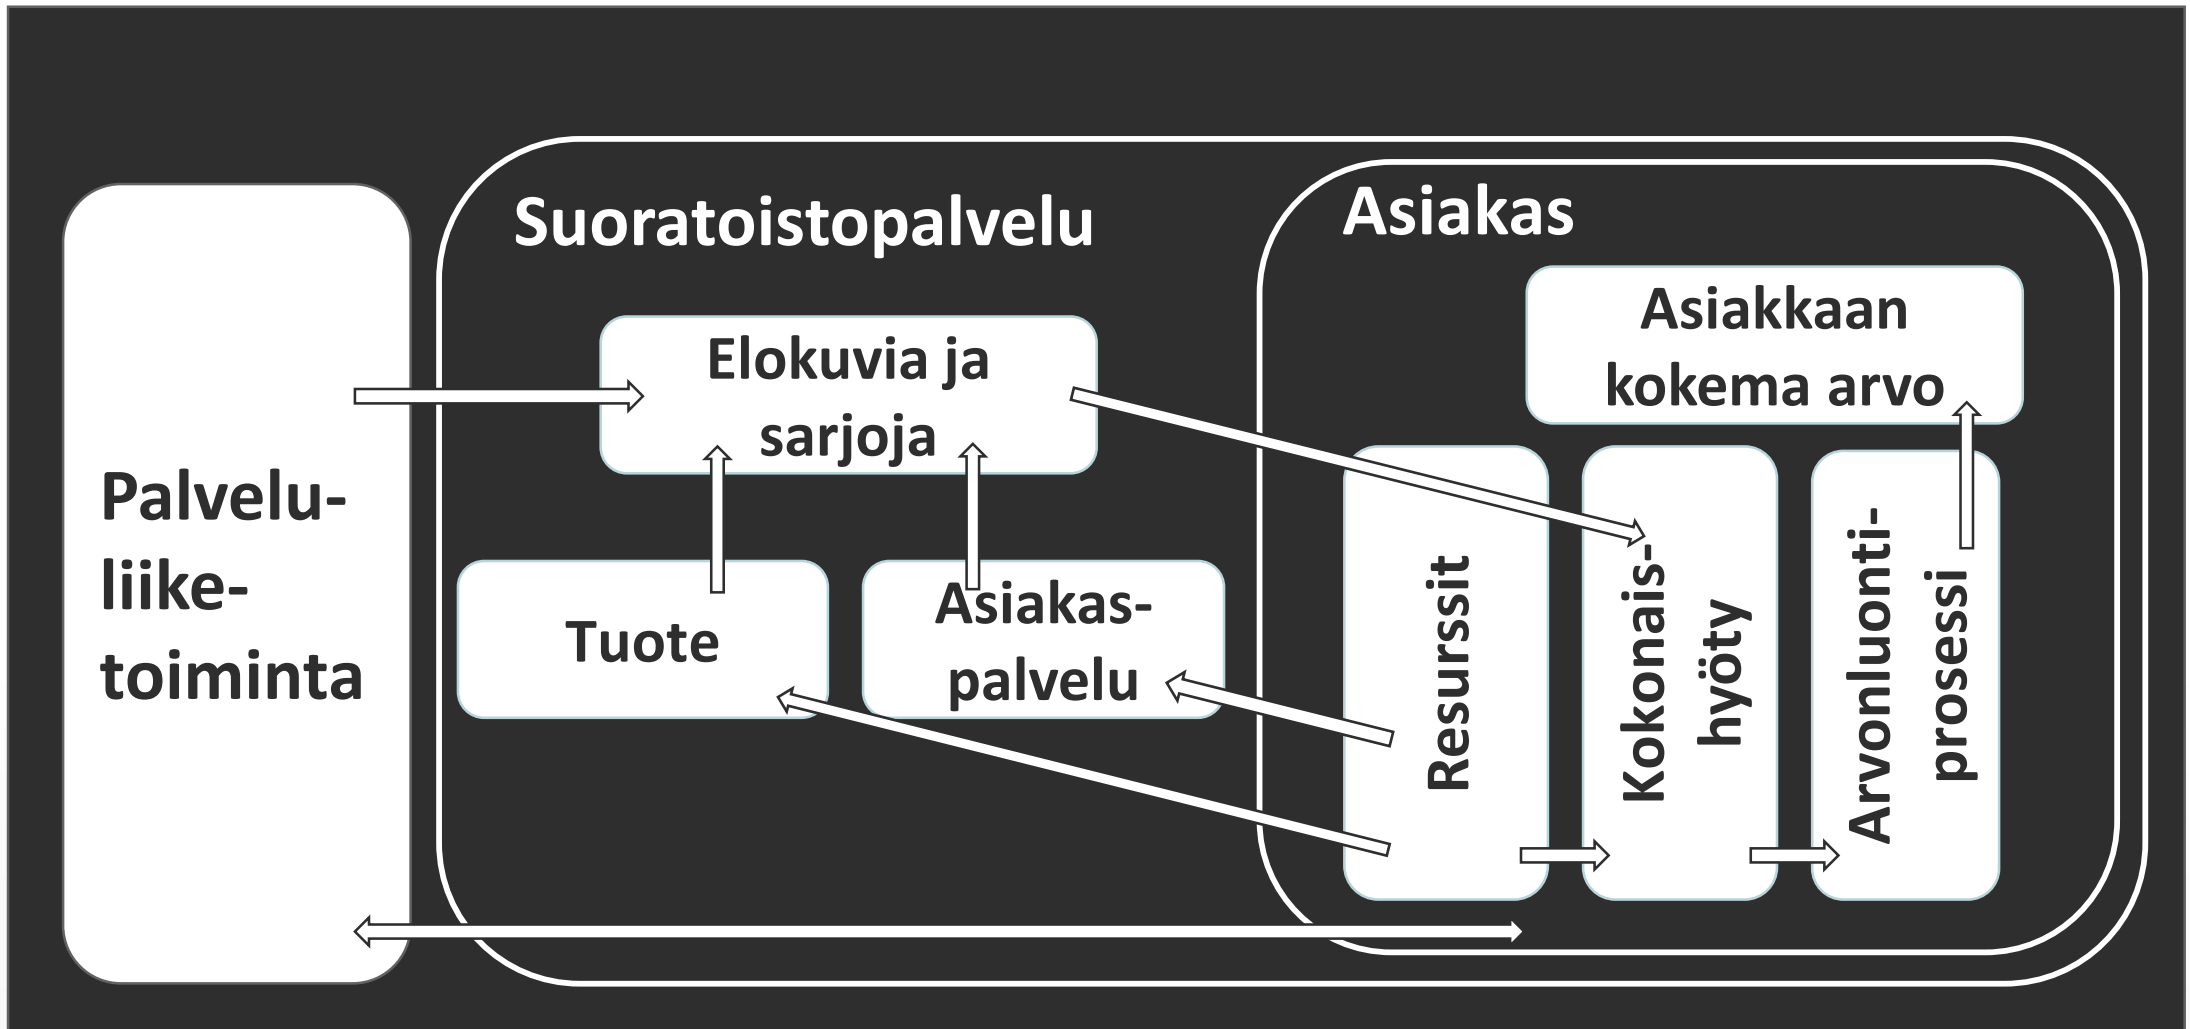 Palvelu-
liike-
toiminta
Suoratoistopalvelu
Elokuvia ja
sarjoja
Tuote
Asiakas-
palvelu
Asiakas
Asiakkaan
kokema arvo
Resurssit
Kokonais-
hyöty
Arvonluonti-
prosessi